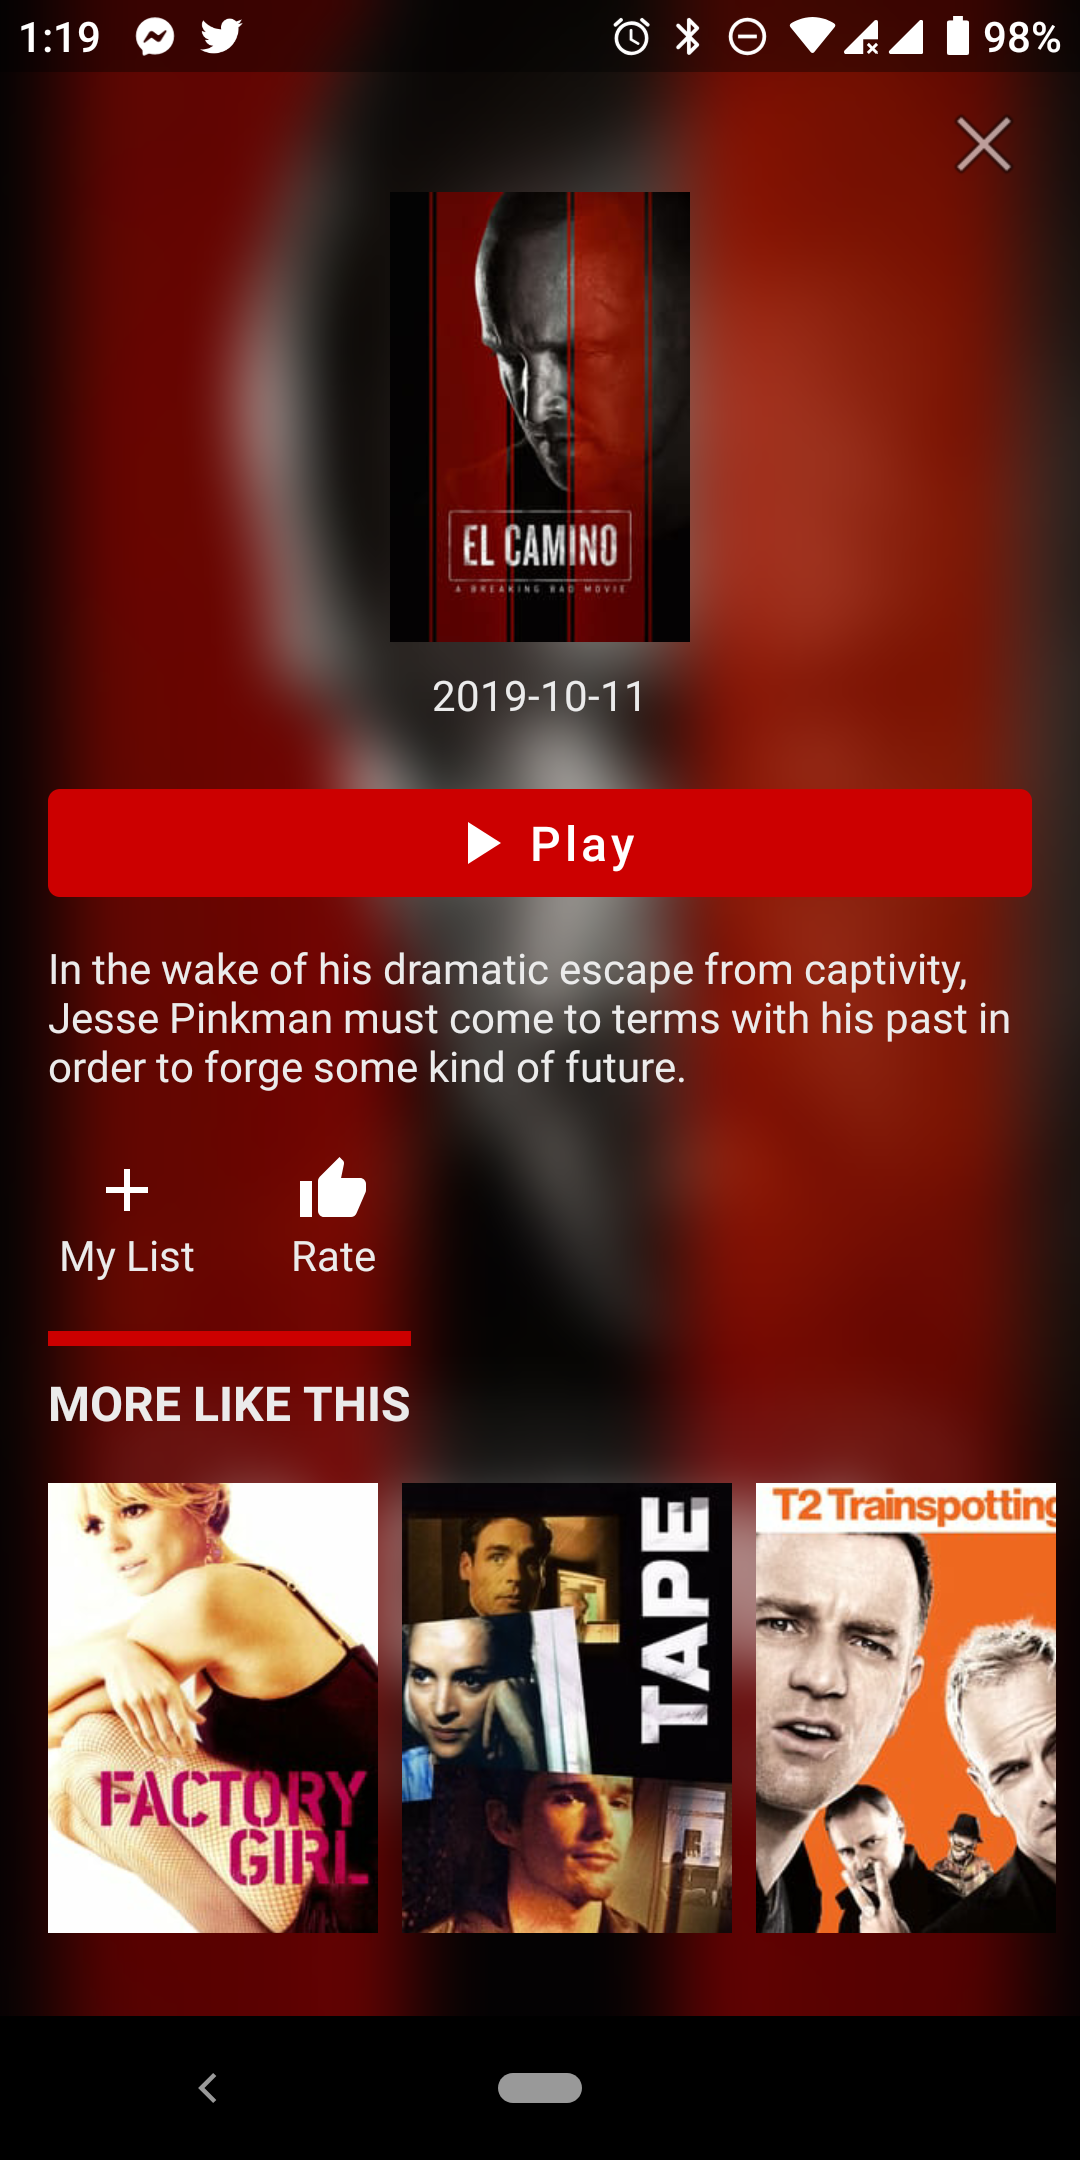 1:19
98%
EL CAMINO
A BREAKING BAD MOVIE
2019-10-11
Play
In the wake of his dramatic escape from captivity,
Jesse Pinkman must come to terms with his past in
order to forge some kind of future.
My List
Rate
MORE LIKE THIS
FACTORY
GIRL
TAPE
T2 Trainspotting